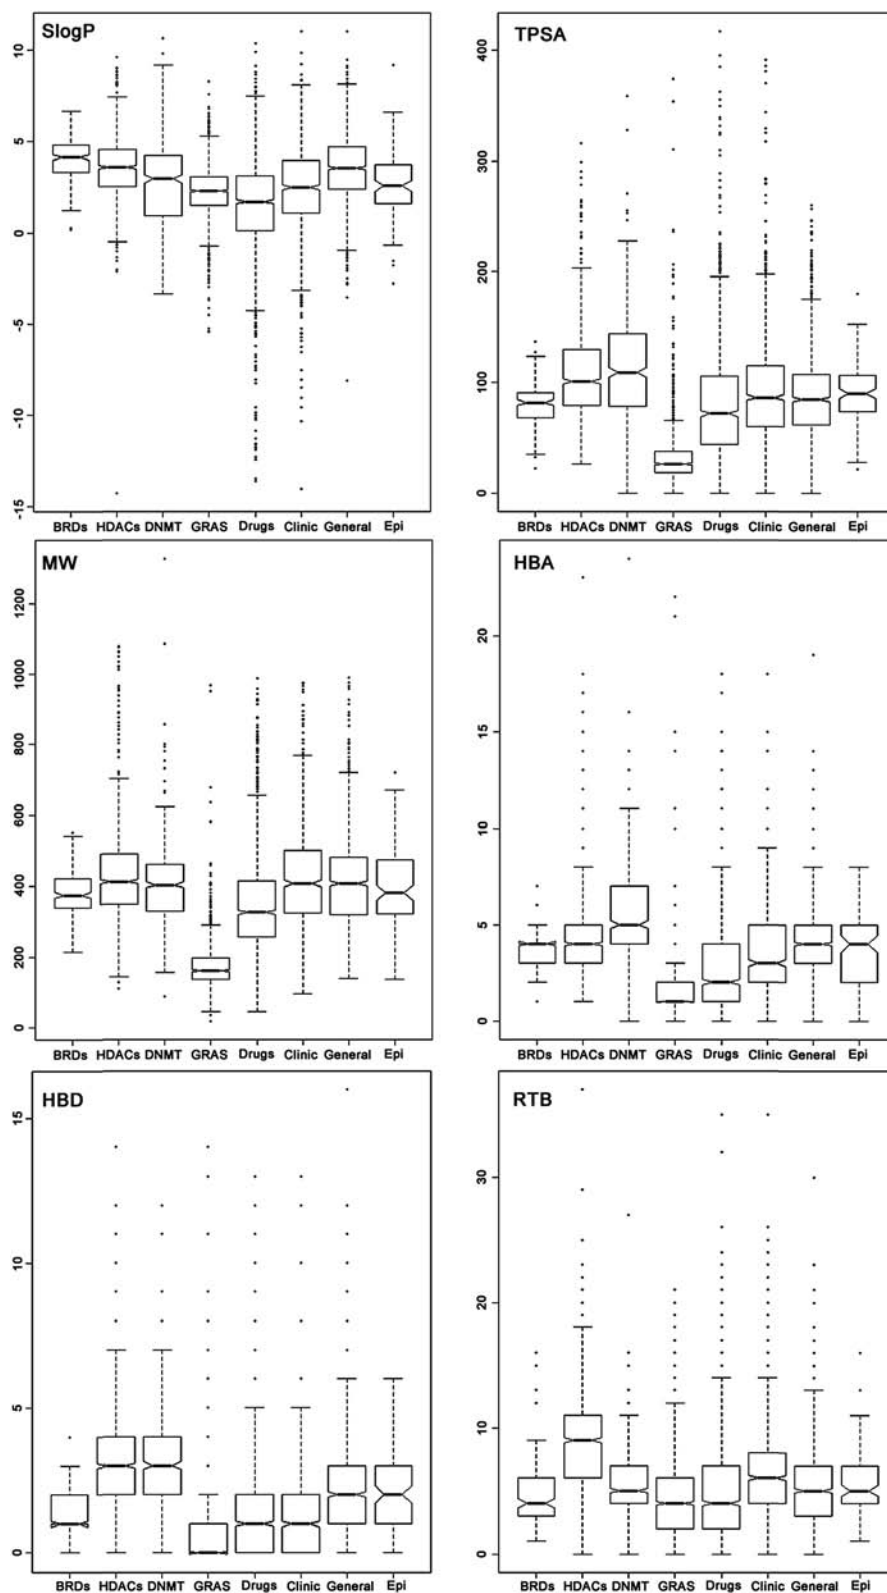 SlogP
10
5
0
-5
-10
-15
BRDs HDACs DNMT GRAS Drugs Clinic General Epi
TPSA
400
300
200
100
0
BRDs HDACs DNMT GRAS Drugs Clinic General Epi
MW
1200
1000
800
600
400
200
0
BRDs HDACs DNMT GRAS Drugs Clinic General Epi
HBA
20
15
10
5
0
BRDs HDACs DNMT GRAS Drugs Clinic General Epi
HBD
15
10
5
0
BRDs HDACs DNMT GRAS Drugs Clinic General Epi
RTB
30
20
10
0
BRDs HDACs DNMT GRAS Drugs Clinic General Epi